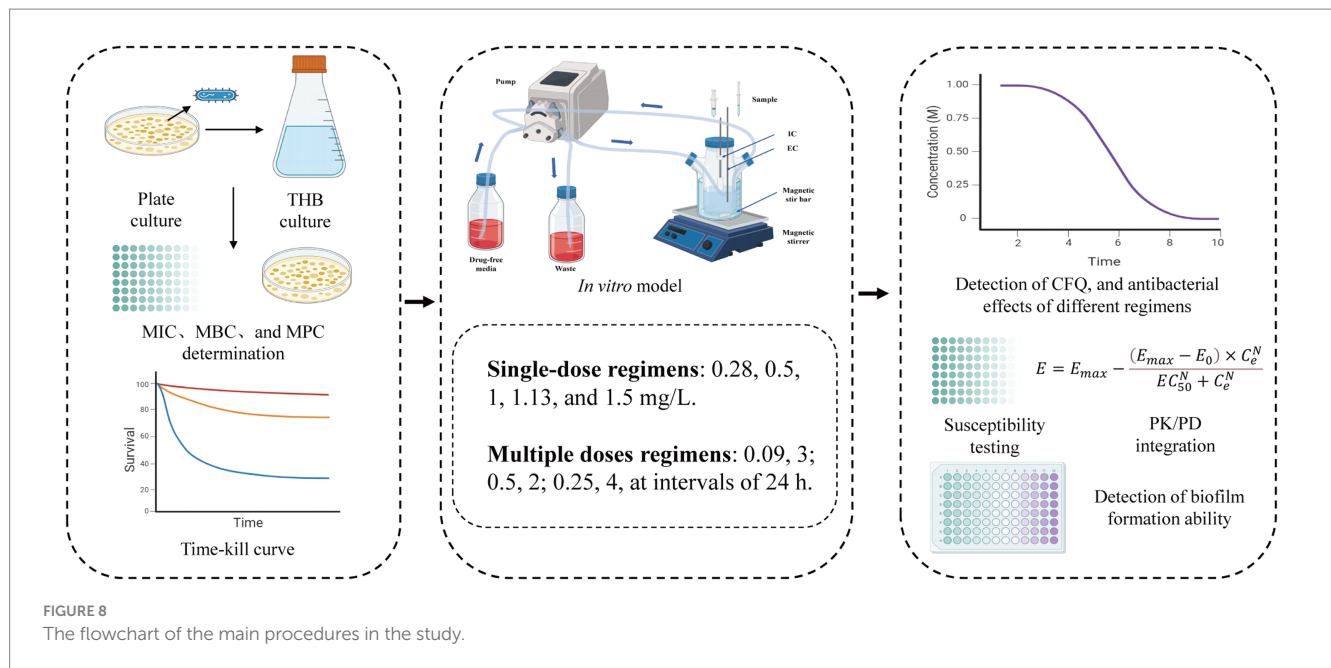 Plate
culture
THB
culture
MIC、MBC、and MPC
determination
100
80
60
40
20
0
Survival
Time
Time-kill curve
Pump
Sample
IC
EC
Magnetic
stir bar
Magnetic
stirrer
Drug-free
media
Waste
In vitro model
Single-dose regimens: 0.28, 0.5,
1, 1.13, and 1.5 mg/L.
Multiple doses regimens: 0.09, 3;
0.5, 2; 0.25, 4, at intervals of 24 h.
1.00
0.75
0.50
0.25
0
Concentration (M)
2 4 6 8 10
Time
Detection of CFQ, and antibacterial
effects of different regimens
E = E_max − (E_max − E_0) × C_e^N / EC_50^N + C_e^N
Susceptibility
testing
PK/PD
integration
Detection of biofilm
formation ability
FIGURE 8
The flowchart of the main procedures in the study.